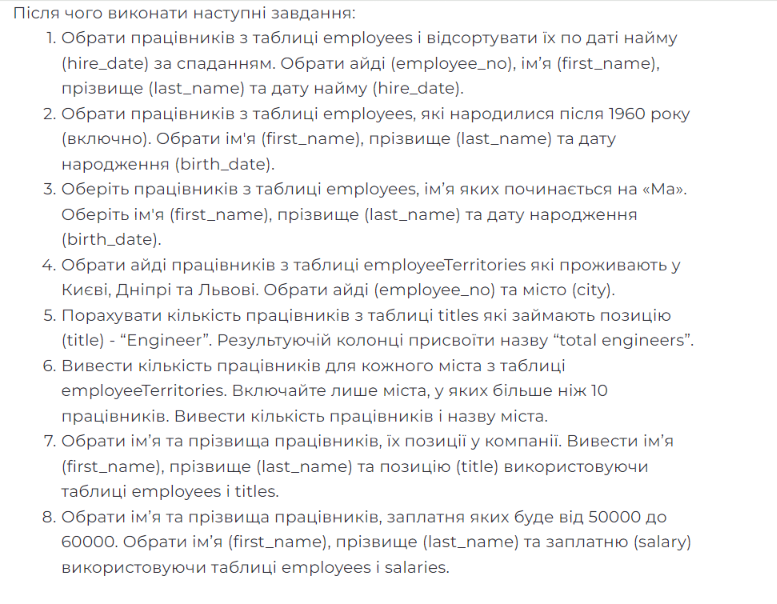 Після чого виконати наступні завдання:
1. Обрати працівників з таблиці employees і відсортувати їх по даті найму
(hire_date) за спаданням. Обрати айді (employee_no), ім’я (first_name),
прізвище (last_name) та дату найму (hire_date).
2. Обрати працівників з таблиці employees, які народилися після 1960 року
(включно). Обрати ім'я (first_name), прізвище (last_name) та дату
народження (birth_date).
3. Оберіть працівників з таблиці employees, ім’я яких починається на «Ма».
Оберіть ім'я (first_name), прізвище (last_name) та дату народження
(birth_date).
4. Обрати айді працівників з таблиці employeeTerritories які проживають у
Києві, Дніпрі та Львові. Обрати айді (employee_no) та місто (city).
5. Порахувати кількість працівників з таблиці titles які займають позицію
(title) - “Engineer”. Результуючій колонці присвоїти назву “total engineers”.
6. Вивести кількість працівників для кожного міста з таблиці
employeeTerritories. Включайте лише міста, у яких більше ніж 10
працівників. Вивести кількість працівників і назву міста.
7. Обрати ім’я та прізвища працівників, їх позиції у компанії. Вивести ім’я
(first_name), прізвище (last_name) та позицію (title) використовуючи
таблиці employees і titles.
8. Обрати ім’я та прізвища працівників, заплатня яких буде від 50000 до
60000. Обрати ім’я (first_name), прізвище (last_name) та заплатню (salary)
використовуючи таблиці employees і salaries.